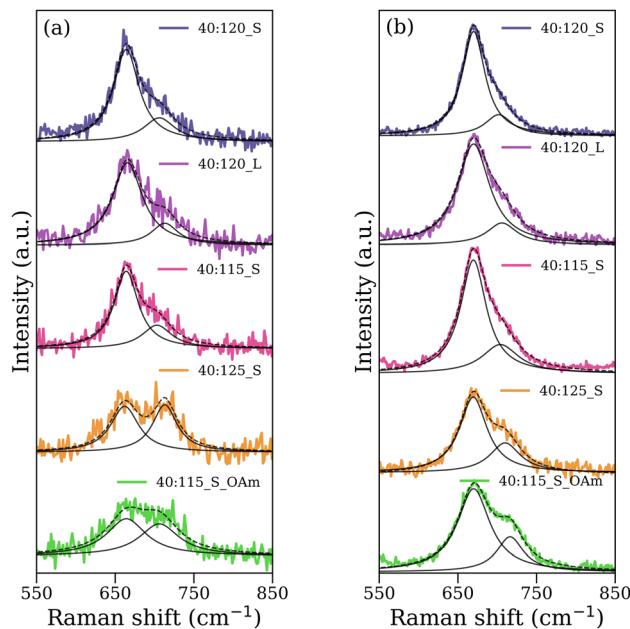 (a)
40:120_S
40:120_L
40:115_S
40:125_S
40:115_S_OAm
Intensity (a.u.)
550 650 750 850
Raman shift (cm⁻¹)
(b)
40:120_S
40:120_L
40:115_S
40:125_S
40:115_S_OAm
Intensity (a.u.)
550 650 750 850
Raman shift (cm⁻¹)